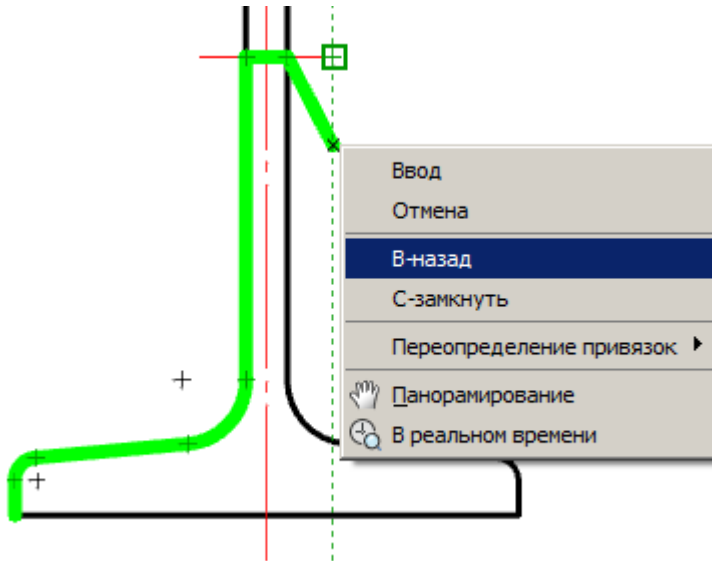 Ввод
Отмена
В-назад
С-замкнуть
Переопределение привязок
Панорамирование
В реальном времени